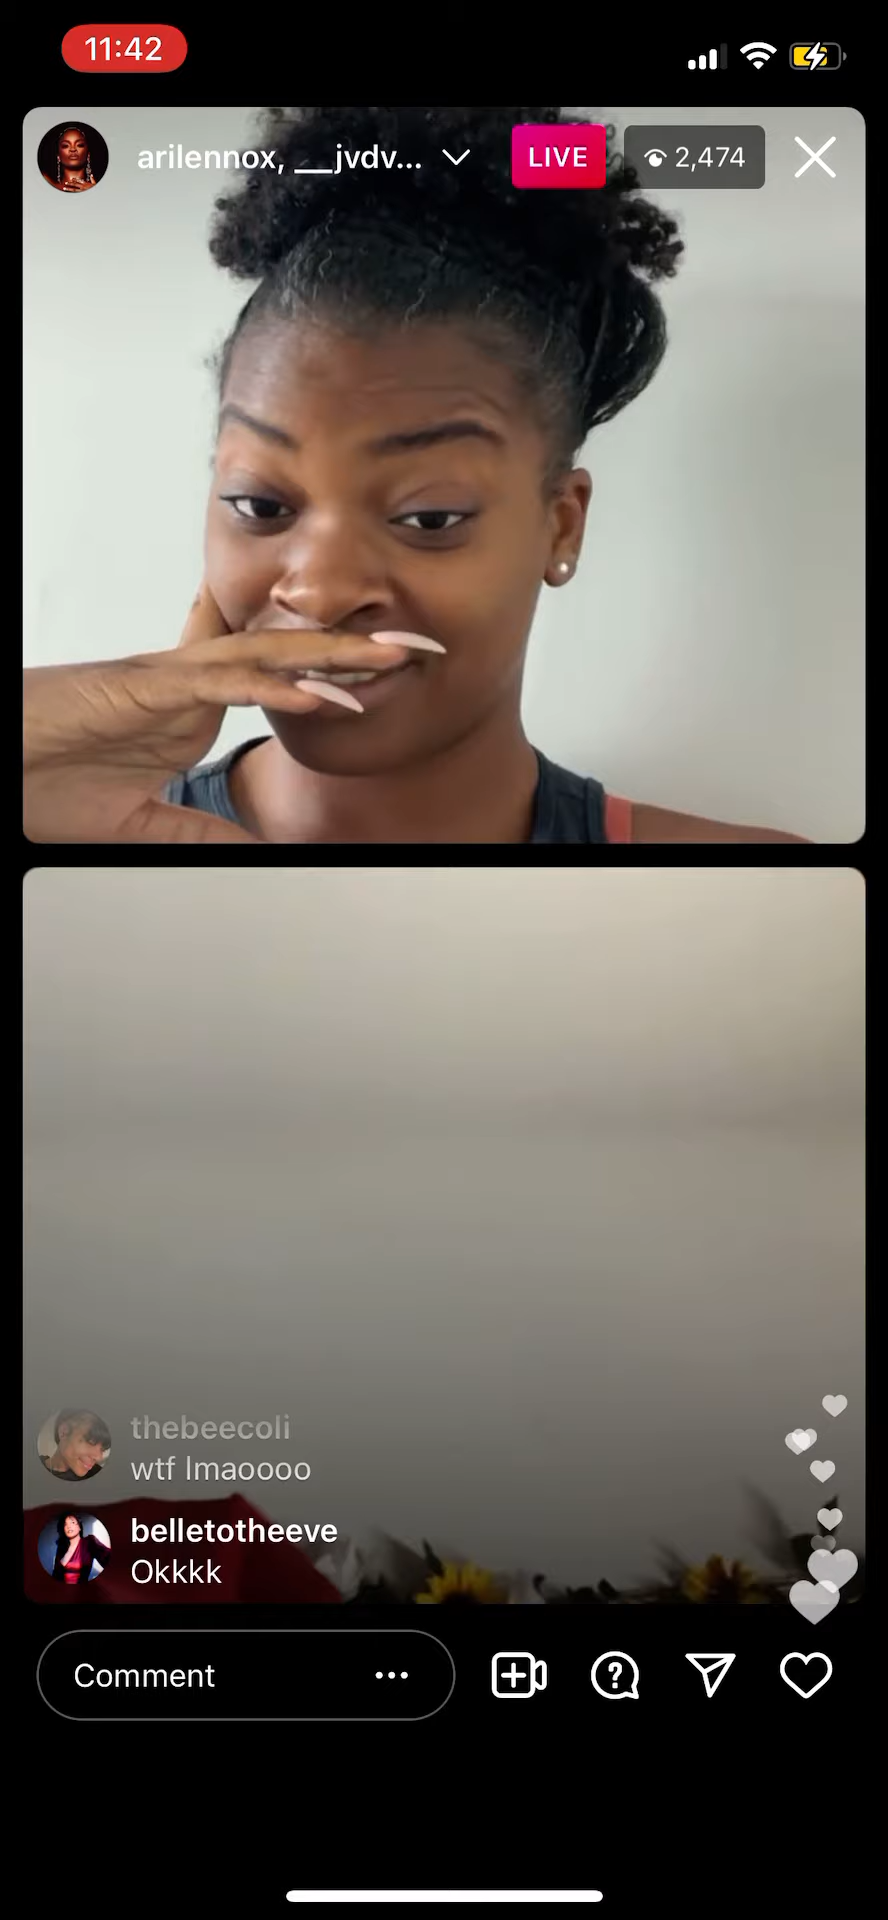 11:42
arilennox, __jvdv... LIVE 2,474
thebeecoli
wtf lmaoooo
belletotheeve
Okkkk
Comment